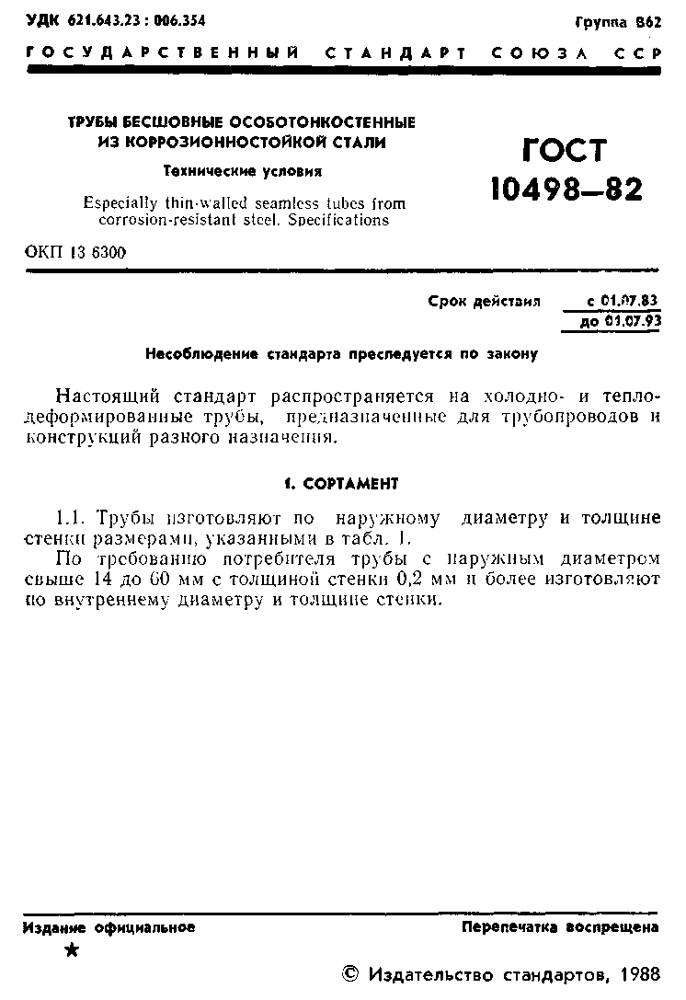 УДК 621.643.23 : 006.354
Группа В62
ГОСУДАРСТВЕННЫЙ СТАНДАРТ СОЮЗА ССР
ТРУБЫ БЕСШОВНЫЕ ОСОБОТОНКОСТЕННЫЕ
ИЗ КОРРОЗИОННОСТОЙКОЙ СТАЛИ
Технические условия
Especially thin-walled seamless tubes from
corrosion-resistant steel. Specifications
ГОСТ
10498—82
ОКП 13 6300
Срок действия с 01.07.83
до 01.07.93
Несоблюдение стандарта преследуется по закону
Настоящий стандарт распространяется на холодно- и тепло-
деформированные трубы, предназначенные для трубопроводов и
конструкций разного назначения.
1. СОРТАМЕНТ
1.1. Трубы изготовляют по наружному диаметру и толщине
стенки размерами, указанными в табл. 1.
По требованию потребителя трубы с наружным диаметром
свыше 14 до 60 мм с толщиной стенки 0,2 мм и более изготовляют
по внутреннему диаметру и толщине стенки.
Издание официальное
Перепечатка воспрещена
★
© Издательство стандартов, 1988